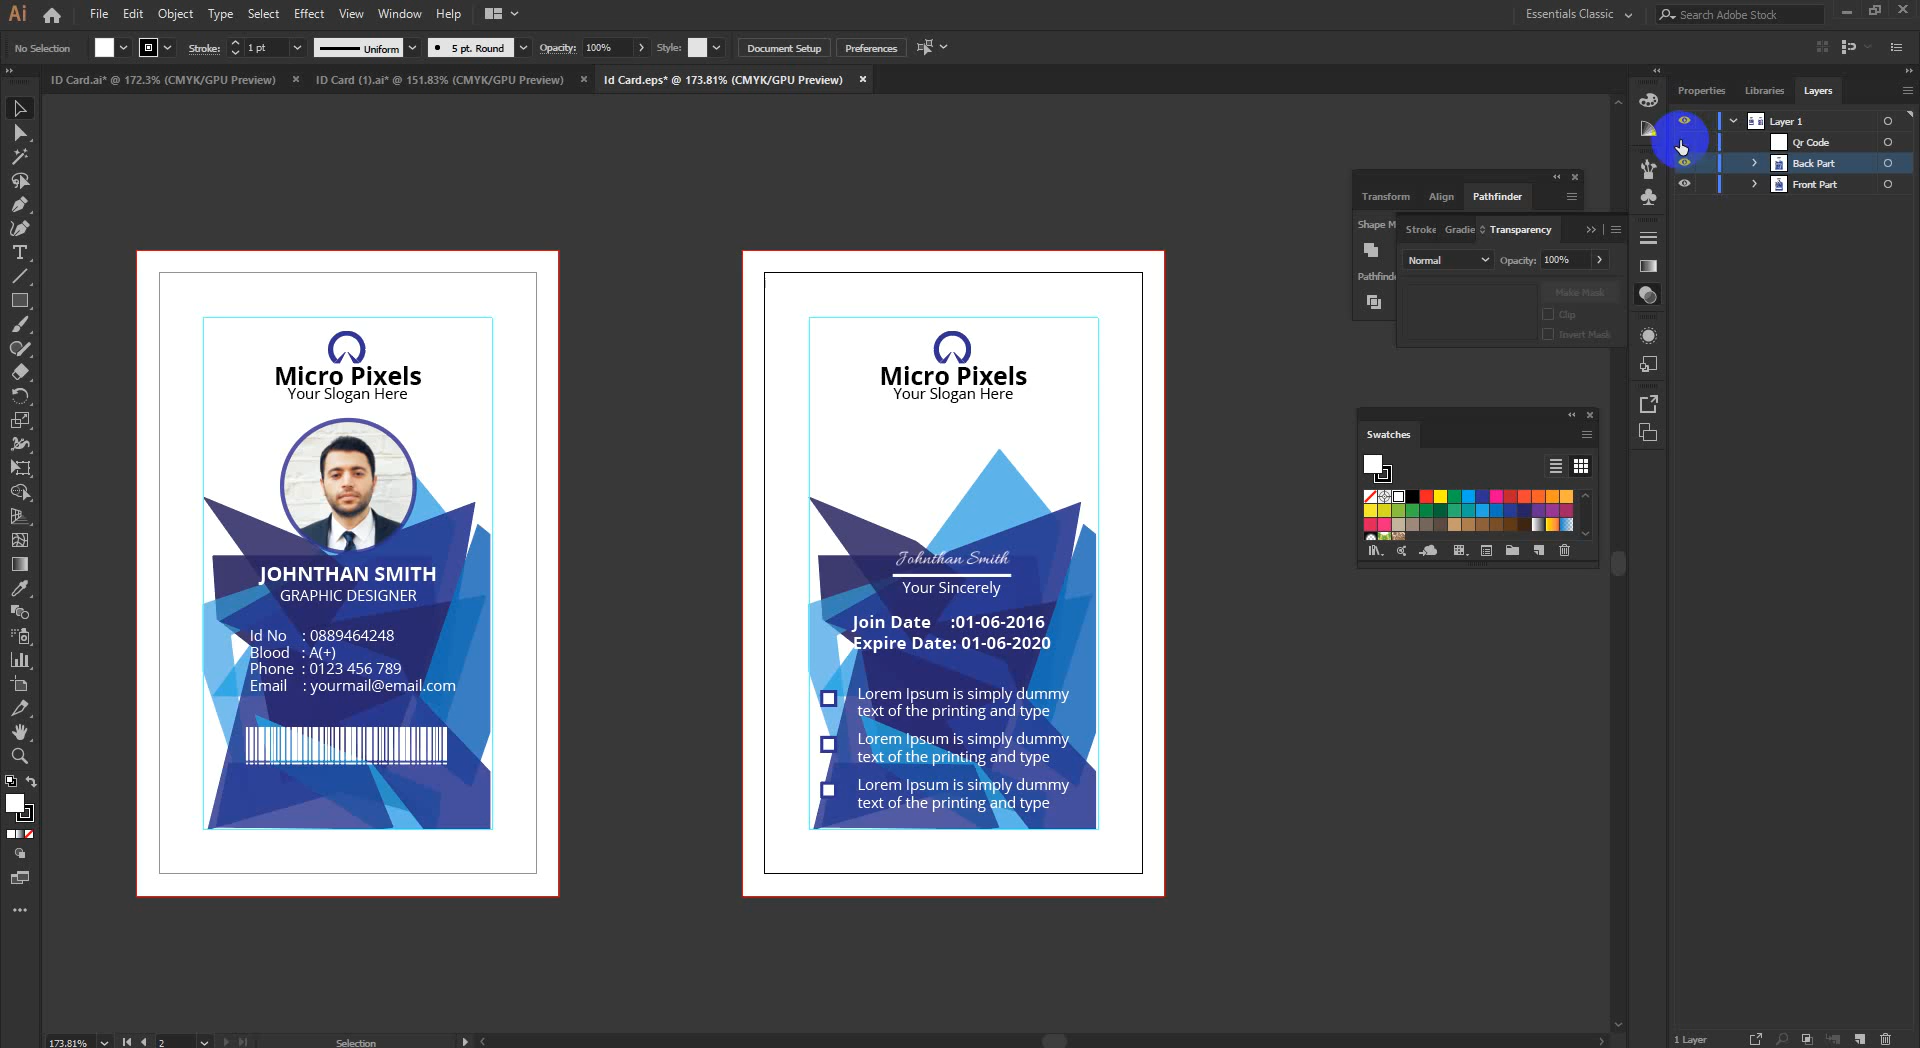 Ai File Edit Object Type Select Effect View Window Help Essentials Classic Search Adobe Stock
No Selection Stroke: 1 pt Uniform 5 pt. Round Opacity: 100% Style: Document Setup Preferences
ID Card.ai* @ 172.3% (CMYK/GPU Preview) × ID Card (1).ai* @ 151.83% (CMYK/GPU Preview) × Id Card.eps* @ 173.81% (CMYK/GPU Preview) ×
Properties Libraries Layers
Layer 1
Qr Code
Back Part
Front Part
Transform Align Pathfinder
Shape M
Pathfinde
Stroke Gradie Transparency
Normal Opacity: 100%
Make Mask
Clip
Invert Mask
Swatches
Micro Pixels
Your Slogan Here
JOHNTHAN SMITH
GRAPHIC DESIGNER
Id No : 0889464248
Blood : A(+)
Phone : 0123 456 789
Email : yourmail@email.com
Micro Pixels
Your Slogan Here
Johnthan Smith
Your Sincerely
Join Date :01-06-2016
Expire Date: 01-06-2020
Lorem Ipsum is simply dummy
text of the printing and type
Lorem Ipsum is simply dummy
text of the printing and type
Lorem Ipsum is simply dummy
text of the printing and type
173.81% 2 Selection
1 Layer